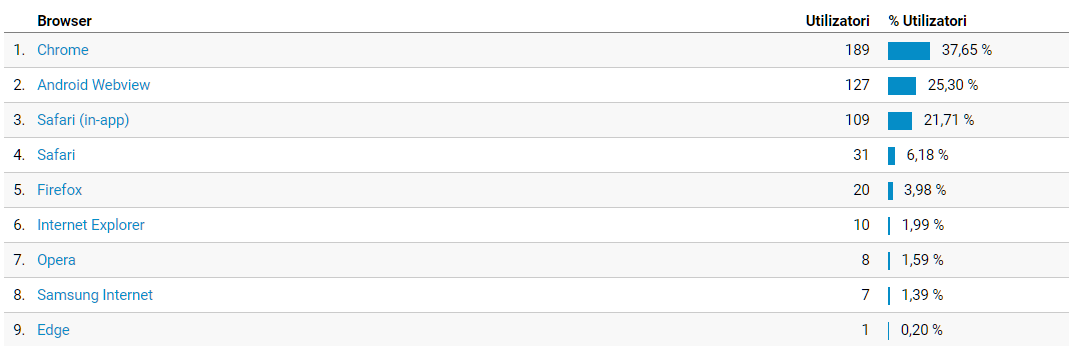 Browser Utilizatori % Utilizatori
1. Chrome 189 37,65 %
2. Android Webview 127 25,30 %
3. Safari (in-app) 109 21,71 %
4. Safari 31 6,18 %
5. Firefox 20 3,98 %
6. Internet Explorer 10 1,99 %
7. Opera 8 1,59 %
8. Samsung Internet 7 1,39 %
9. Edge 1 0,20 %